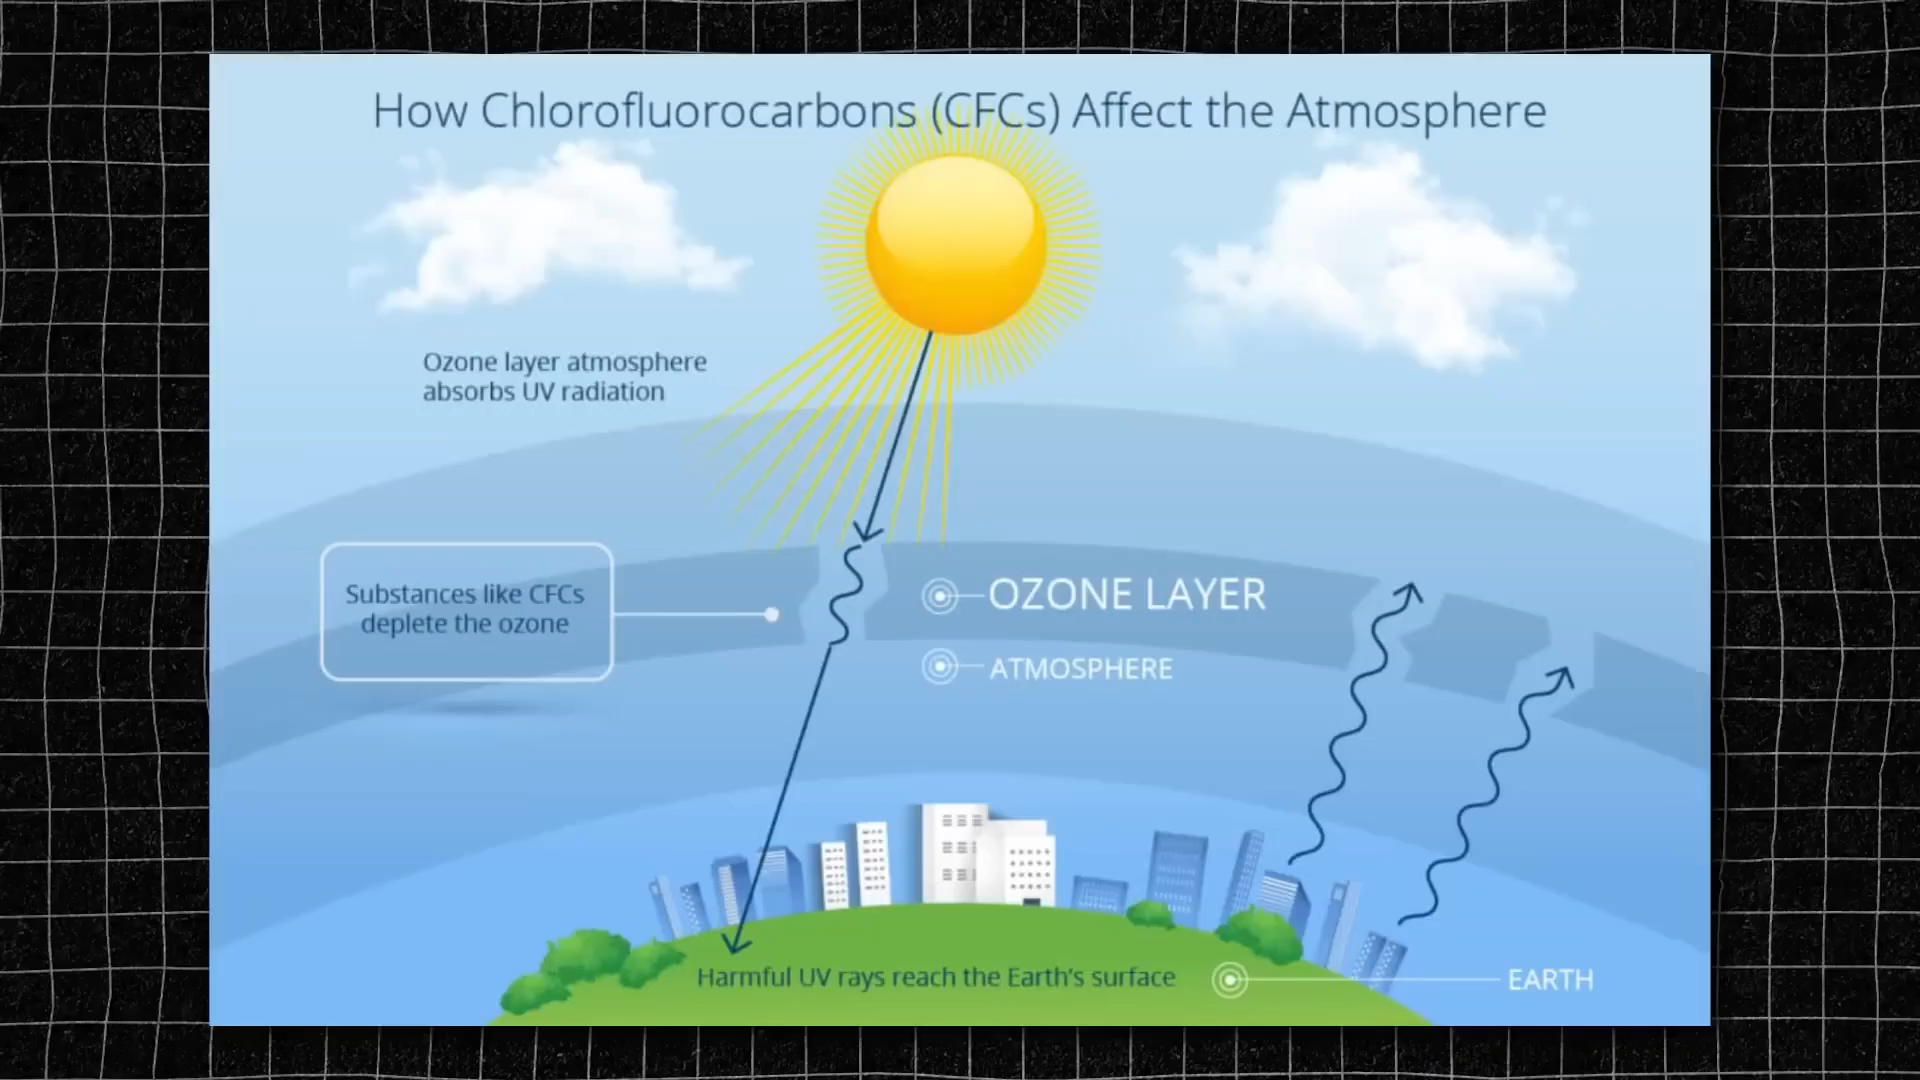 How Chlorofluorocarbons (CFCs) Affect the Atmosphere
Ozone layer atmosphere
absorbs UV radiation
Substances like CFCs
deplete the ozone
OZONE LAYER
ATMOSPHERE
Harmful UV rays reach the Earth's surface
EARTH